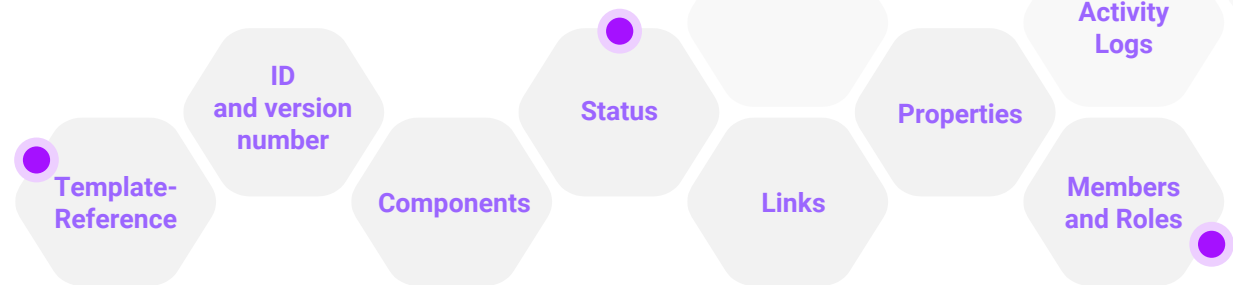 Activity
Logs
ID
and version
number
Status
Properties
Template-
Reference
Components
Links
Members
and Roles